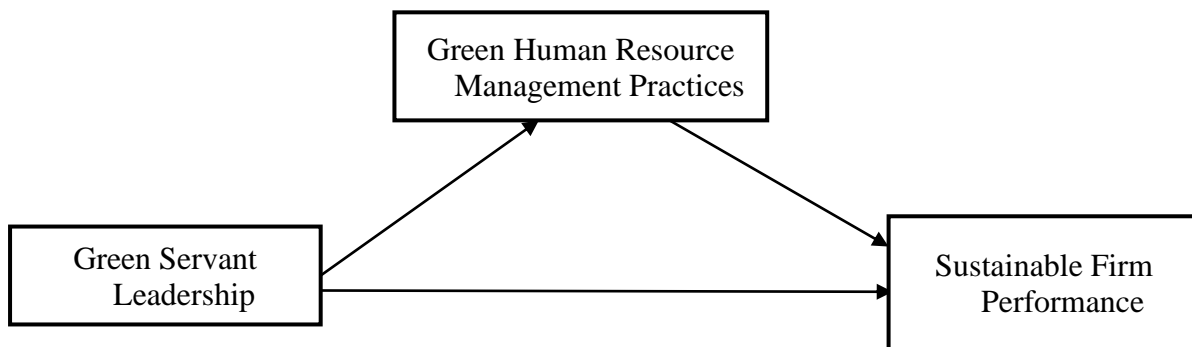 Green Human Resource
Management Practices
Green Servant
Leadership
Sustainable Firm
Performance